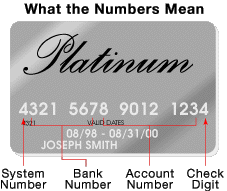 What the Numbers Mean
Platinum
4321 5678 9012 1234
4321 VALID DATES
08/98 - 08/31/00
JOSEPH SMITH
System Number
Bank Number
Account Number
Check Digit